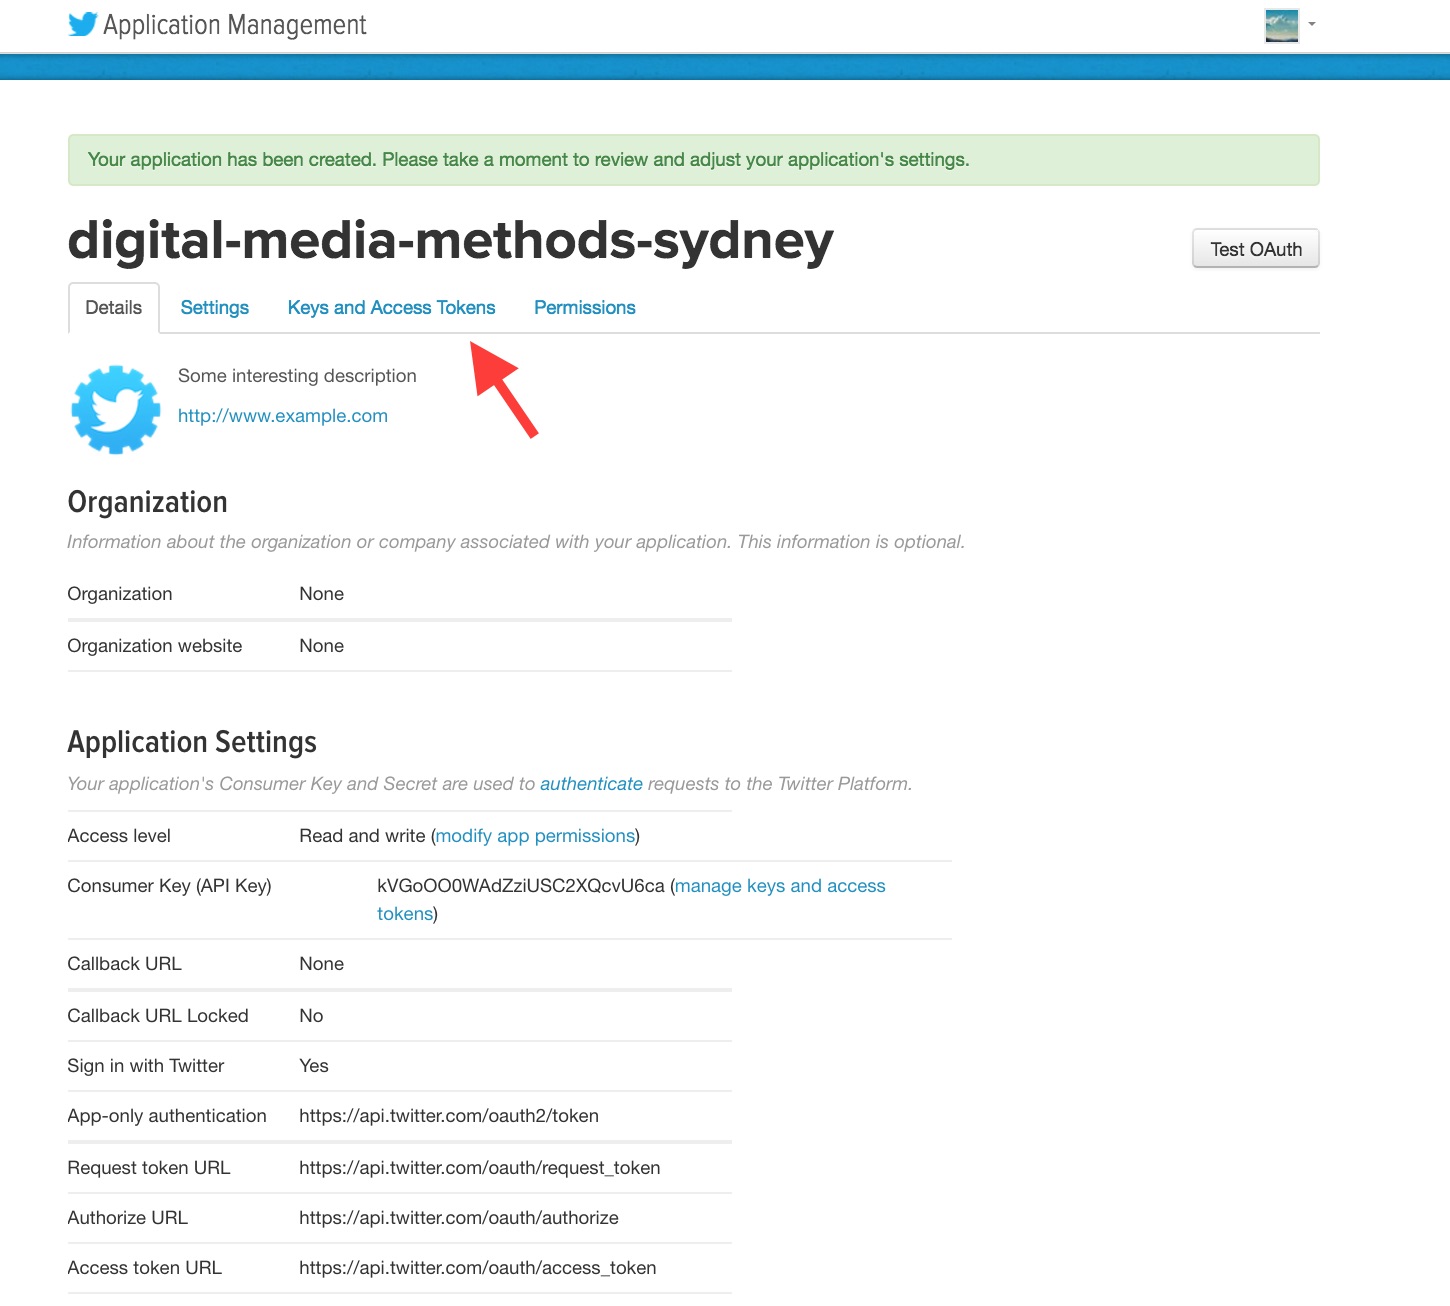 Application Management
Your application has been created. Please take a moment to review and adjust your application's settings.
digital-media-methods-sydney
Test OAuth
Details Settings Keys and Access Tokens Permissions
Some interesting description
http://www.example.com
Organization
Information about the organization or company associated with your application. This information is optional.
Organization None
Organization website None
Application Settings
Your application's Consumer Key and Secret are used to authenticate requests to the Twitter Platform.
Access level Read and write (modify app permissions)
Consumer Key (API Key) kVGoOO0WAdZziUSC2XQcvU6ca (manage keys and access
tokens)
Callback URL None
Callback URL Locked No
Sign in with Twitter Yes
App-only authentication https://api.twitter.com/oauth2/token
Request token URL https://api.twitter.com/oauth/request_token
Authorize URL https://api.twitter.com/oauth/authorize
Access token URL https://api.twitter.com/oauth/access_token